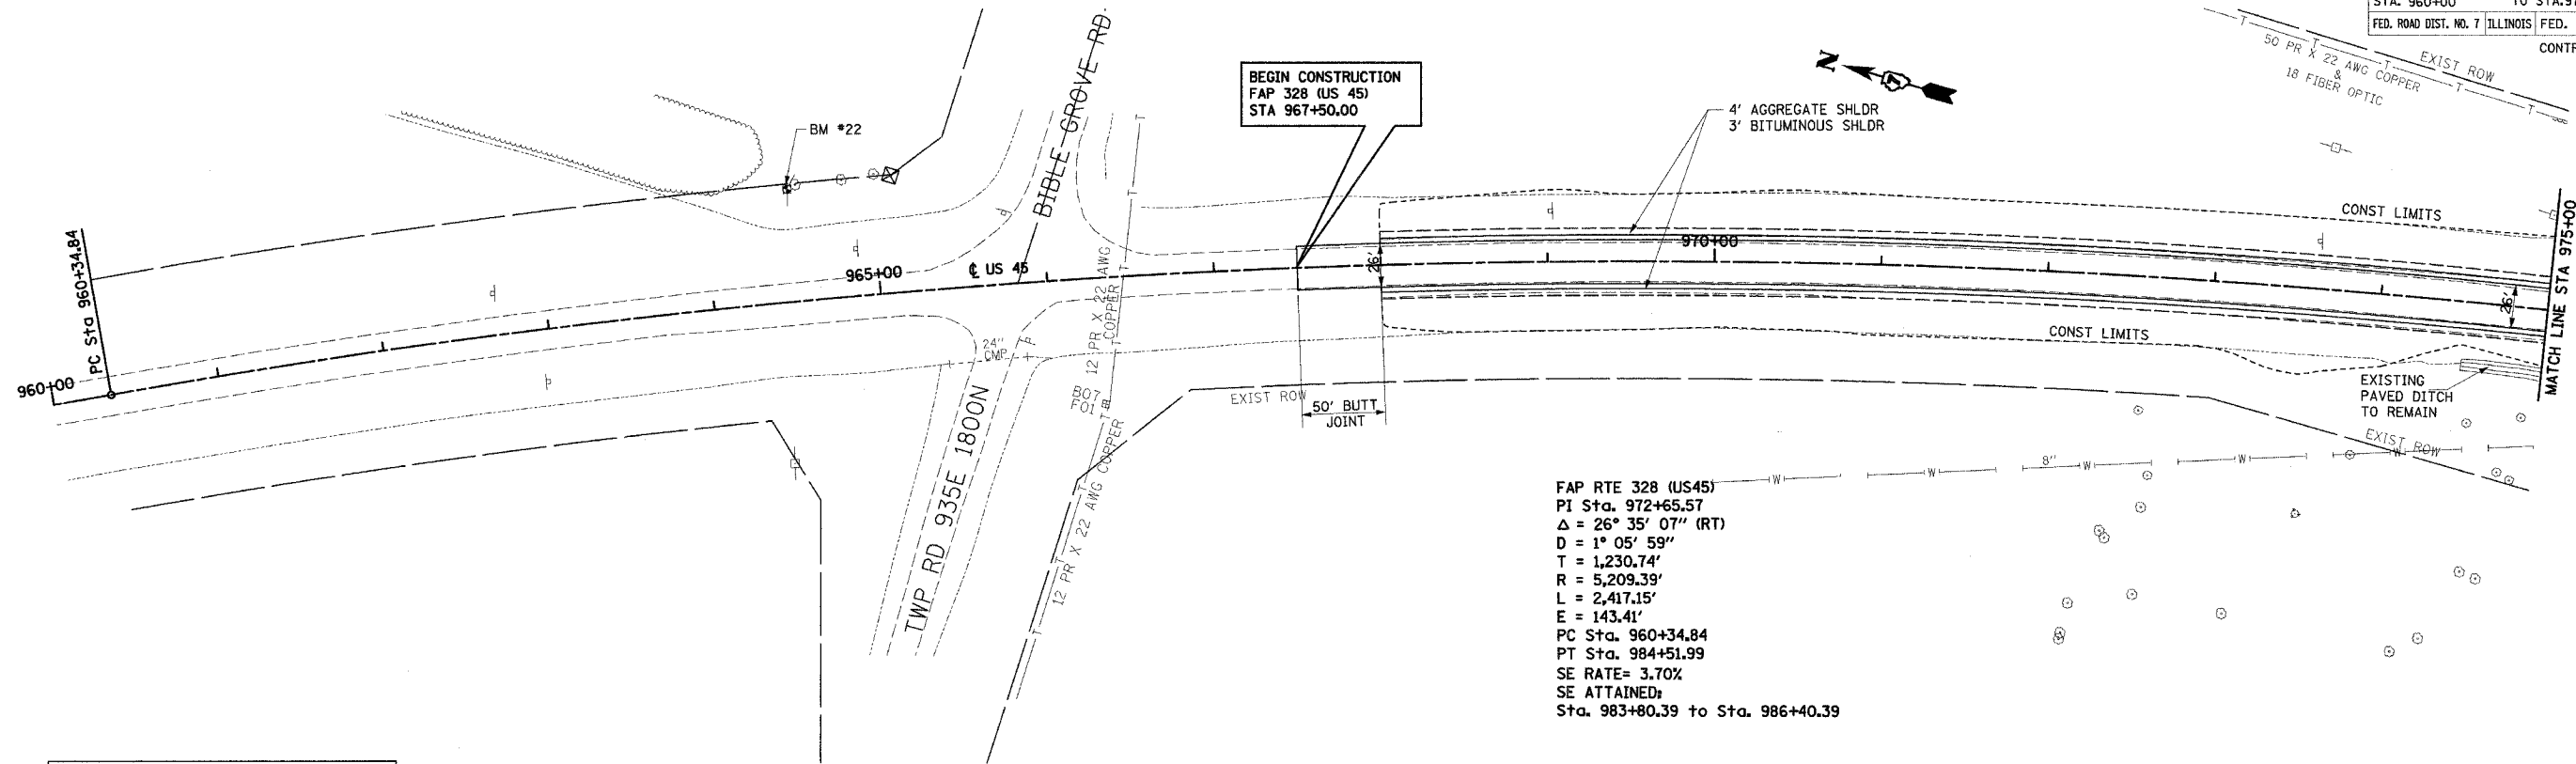 STA. 960+00 TO STA.97
FED. ROAD DIST. NO. 7 ILLINOIS FED.
CONTR
EXIST ROW
50 PR X 22 AWG COPPER
&
18 FIBER OPTIC
BIBLE GROVE RD.
BEGIN CONSTRUCTION
FAP 328 (US 45)
STA 967+50.00
N
4' AGGREGATE SHLDR
3' BITUMINOUS SHLDR
BM #22
PC Sta 960+34.84
CONST LIMITS
970+00
965+00
℄ US 45
26'
12 PR X 22 AWG
COPPER
MATCH LINE STA 975+00
26'
CONST LIMITS
24"
CMP
960+00
EXISTING
PAVED DITCH
TO REMAIN
B07
F01
EXIST ROW
50' BUTT
JOINT
TWP RD 935E 1800N
12 PR X 22 AWG COPPER
EXIST ROW
8"
FAP RTE 328 (US45)
PI Sta. 972+65.57
Δ = 26° 35' 07" (RT)
D = 1° 05' 59"
T = 1,230.74'
R = 5,209.39'
L = 2,417.15'
E = 143.41'
PC Sta. 960+34.84
PT Sta. 984+51.99
SE RATE= 3.70%
SE ATTAINED:
Sta. 983+80.39 to Sta. 986+40.39